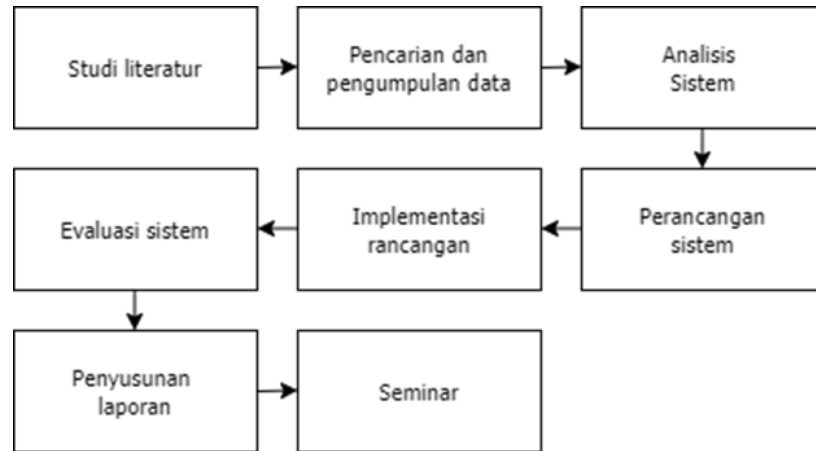 Studi literatur
Pencarian dan
pengumpulan data
Analisis
Sistem
Perancangan
sistem
Implementasi
rancangan
Evaluasi sistem
Penyusunan
laporan
Seminar